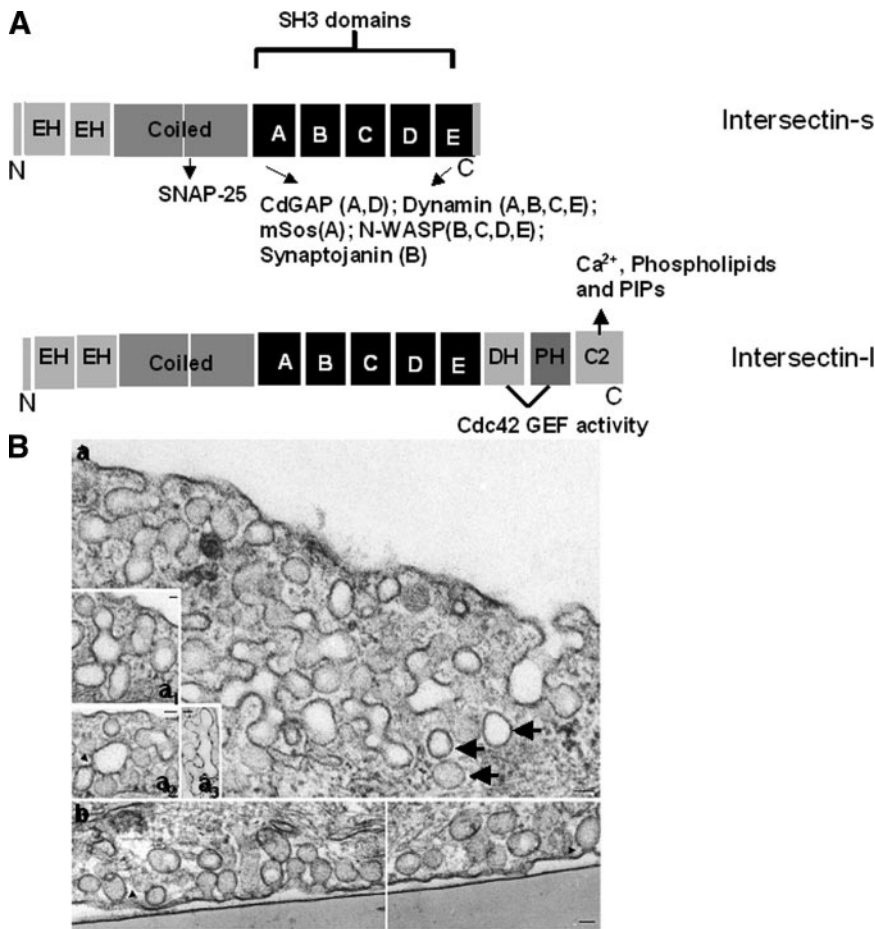 A
SH3 domains
EH EH Coiled A B C D E
Intersectin-s
N
C
SNAP-25
CdGAP (A,D); Dynamin (A,B,C,E);
mSos(A); N-WASP(B,C,D,E);
Synaptojanin (B)
Ca²⁺, Phospholipids
and PIPs
EH EH Coiled A B C D E DH PH C2
Intersectin-l
N
C
Cdc42 GEF activity
B
a
a1
a2
a3
b